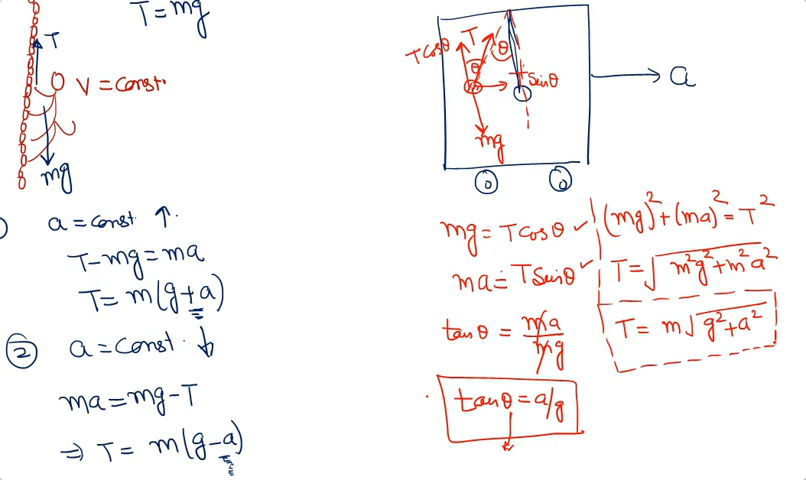 T = mg
T
V = const
mg
1) a = const ↑
T - mg = ma
T = m(g+a)
② a = const ↓
ma = mg - T
⇒ T = m(g-a)
Tcosθ T θ
θ
Tsinθ
mg
a
mg = Tcosθ ✓
ma = Tsinθ ✓
tanθ = ma/mg
tanθ = a/g
(mg)² + (ma)² = T²
T = √(m²g² + m²a²)
T = m√(g² + a²)